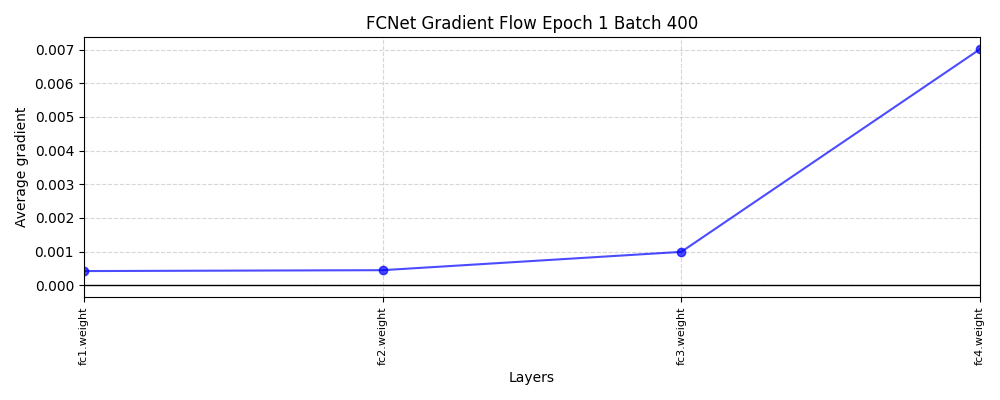 FCNet Gradient Flow Epoch 1 Batch 400
Average gradient
0.007
0.006
0.005
0.004
0.003
0.002
0.001
0.000
fc1.weight
fc2.weight
fc3.weight
fc4.weight
Layers